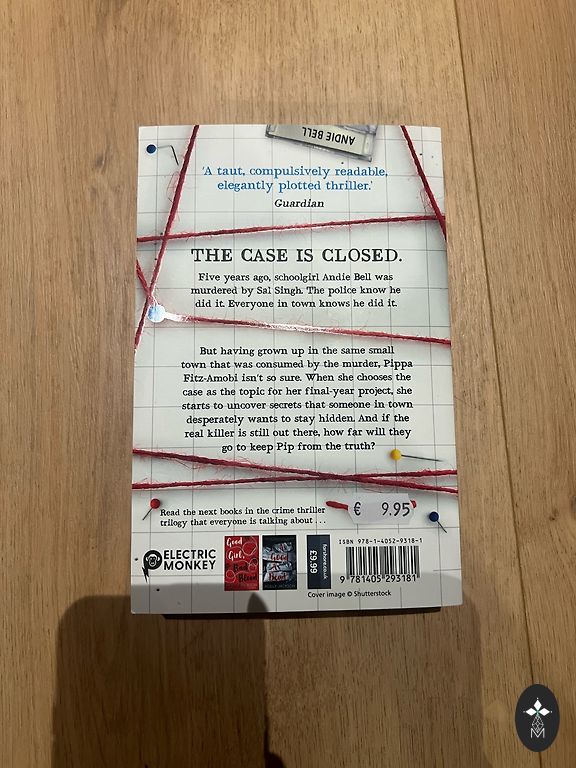 ANDIE BELL
'A taut, compulsively readable,
elegantly plotted thriller.'
Guardian
THE CASE IS CLOSED.
Five years ago, schoolgirl Andie Bell was
murdered by Sal Singh. The police know he
did it. Everyone in town knows he did it.
But having grown up in the same small
town that was consumed by the murder, Pippa
Fitz-Amobi isn't so sure. When she chooses the
case as the topic for her final-year project, she
starts to uncover secrets that someone in town
desperately wants to stay hidden. And if the
real killer is still out there, how far will they
go to keep Pip from the truth?
Read the next books in the crime thriller
trilogy that everyone is talking about . . .
€ 9.95
ELECTRIC
MONKEY
Good
Girl,
Bad
Blood
Good
Dead
£9.99
ISBN 978-1-4052-9318-1
9 781405 293181
Cover image © Shutterstock
M